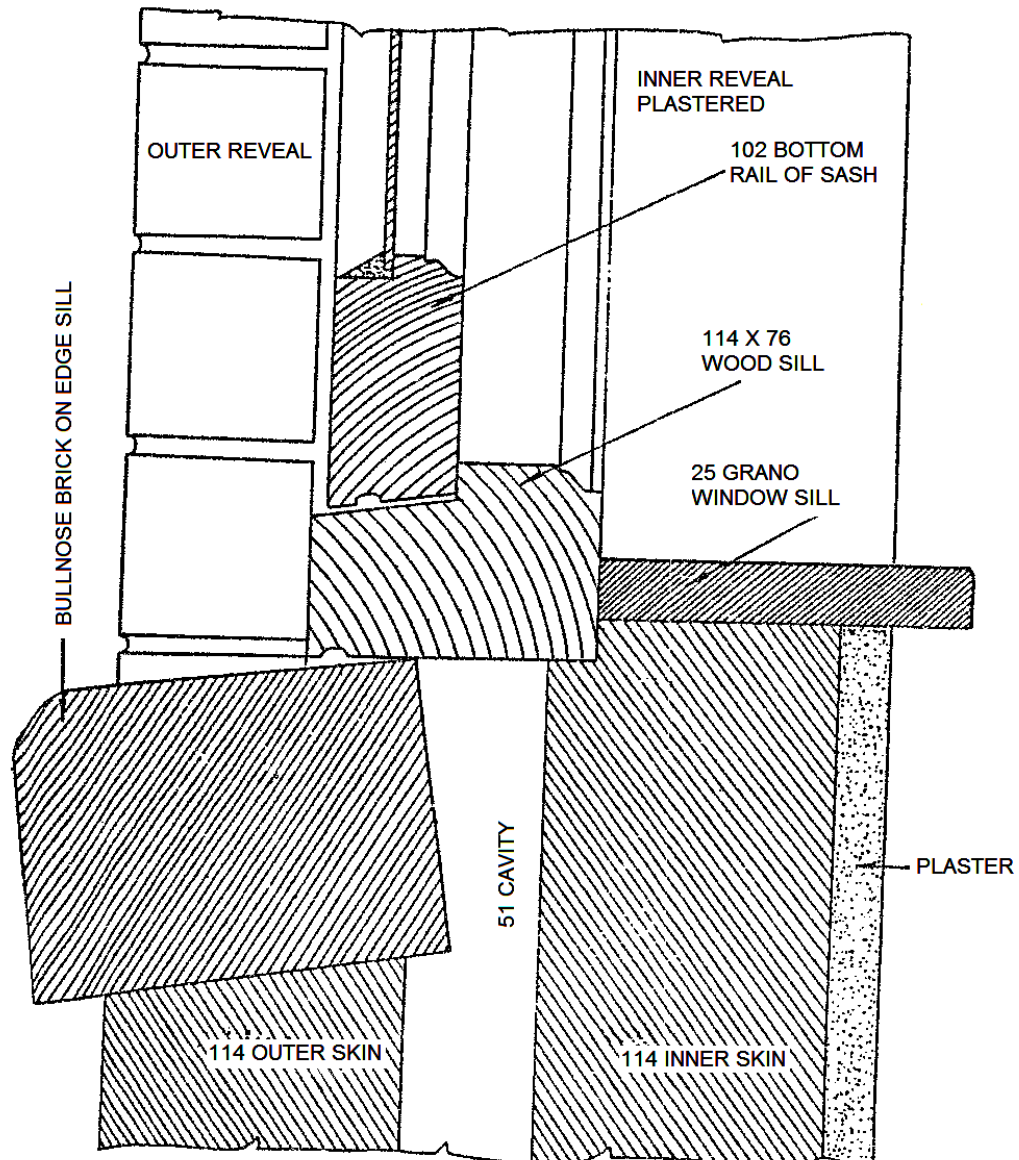 INNER REVEAL
PLASTERED
OUTER REVEAL
102 BOTTOM
RAIL OF SASH
BULLNOSE BRICK ON EDGE SILL
114 X 76
WOOD SILL
25 GRANO
WINDOW SILL
51 CAVITY
PLASTER
114 OUTER SKIN
114 INNER SKIN